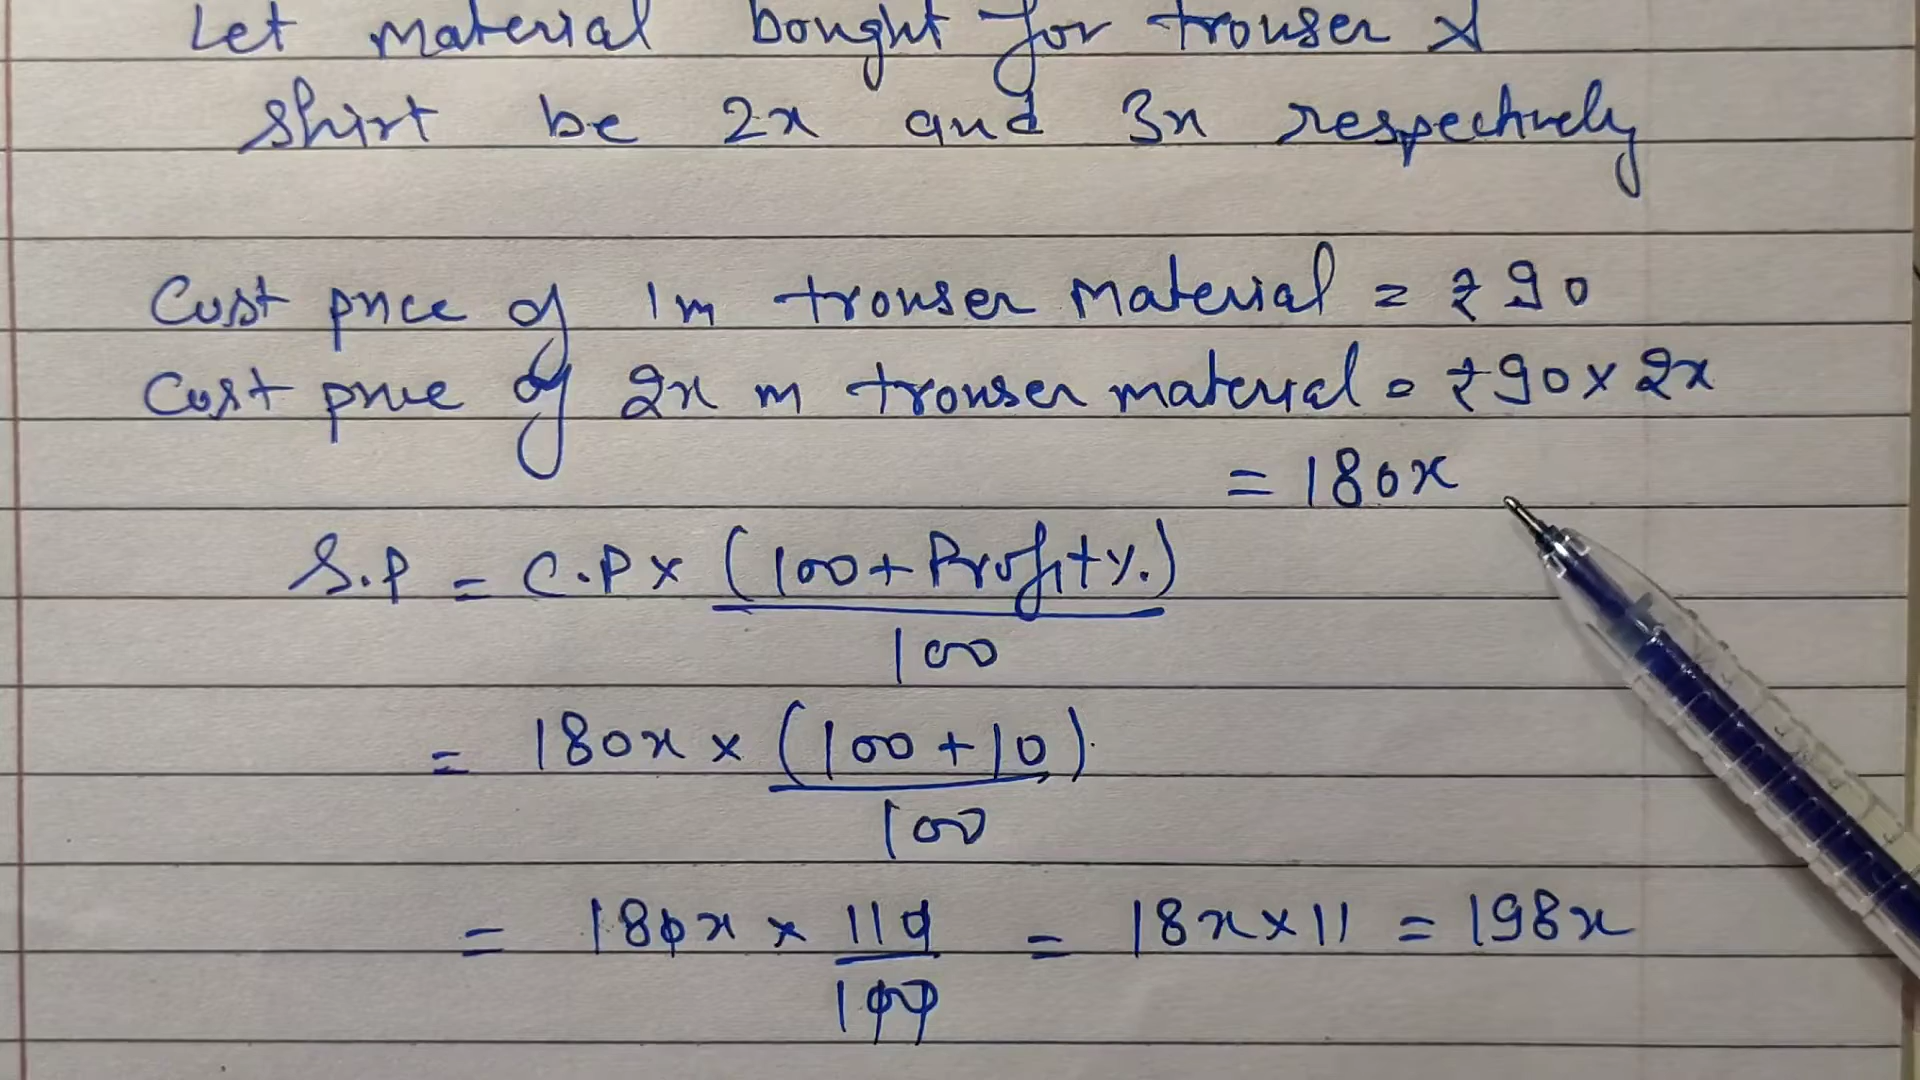 Let material bought for trouser &
shirt be 2x and 3x respectively
Cost price of 1m trouser material = ₹ 90
Cost price of 2x m trouser material = ₹90 × 2x
= 180x
S.P = C.P × (100 + Profit%)
100
= 180x × (100 + 10)
100
= 180x × 110 = 18x × 11 = 198x
100